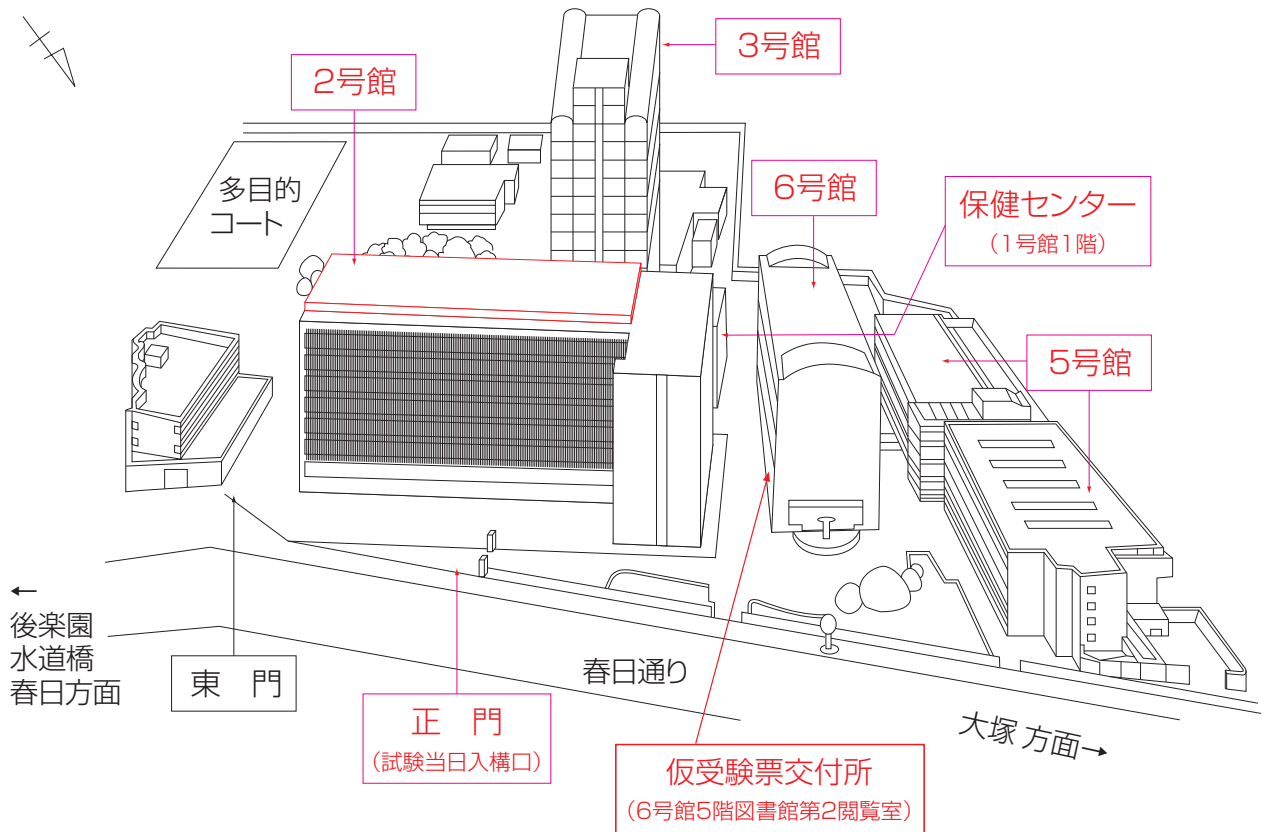 3号館
2号館
多目的
コート
6号館
保健センター
（1号館1階）
5号館
←
後楽園
水道橋
春日方面
東　門
正　門
（試験当日入構口）
春日通り
大塚 方面→
仮受験票交付所
（6号館5階図書館第2閲覧室）